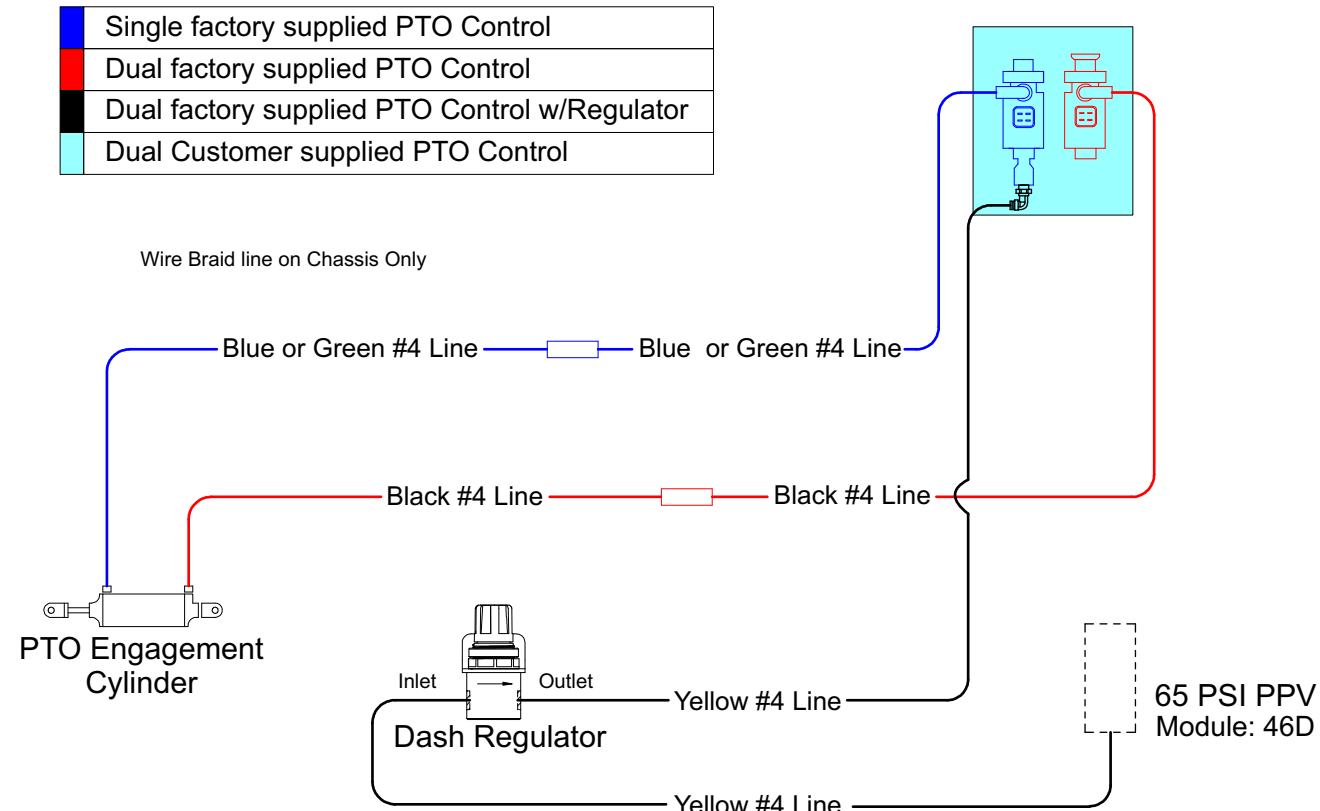 Single factory supplied PTO Control
Dual factory supplied PTO Control
Dual factory supplied PTO Control w/Regulator
Dual Customer supplied PTO Control
Wire Braid line on Chassis Only
Blue or Green #4 Line
Blue or Green #4 Line
Black #4 Line
Black #4 Line
PTO Engagement
Cylinder
Inlet
Outlet
Dash Regulator
Yellow #4 Line
65 PSI PPV
Module: 46D
Yellow #4 Line